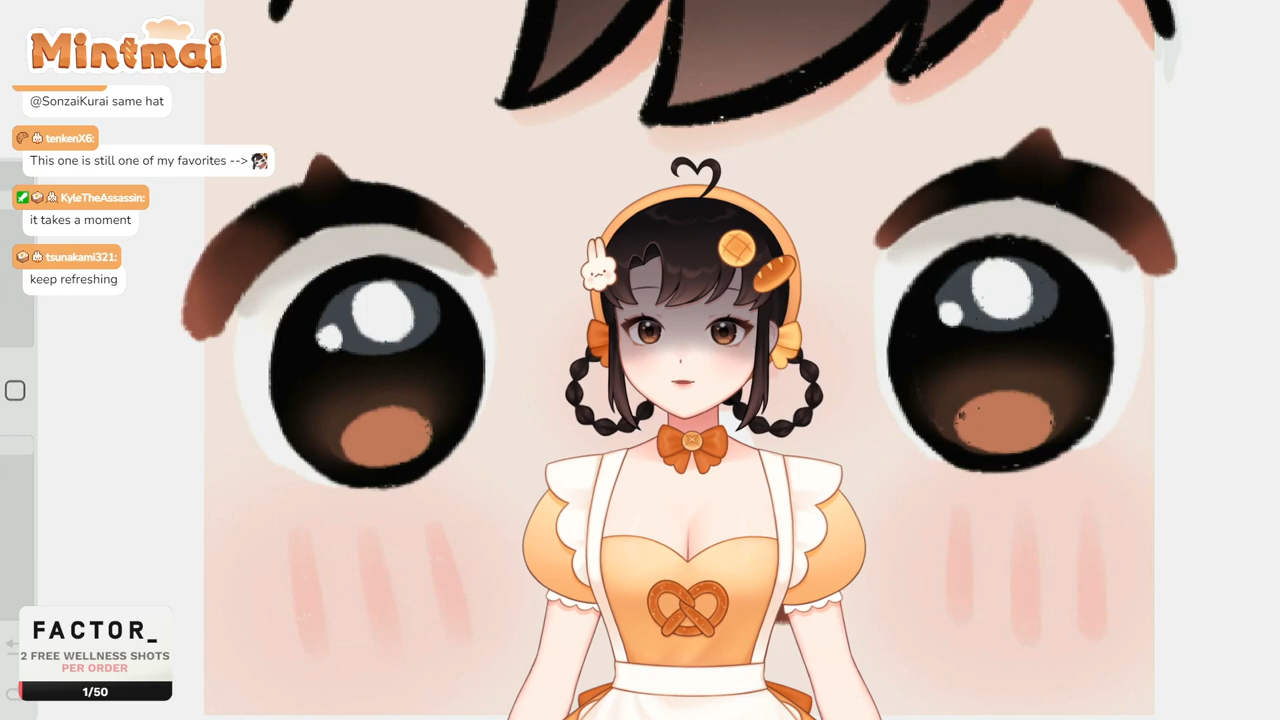 Mintmai
@SonzaiKurai same hat
tenkenX6:
This one is still one of my favorites -->
KyleTheAssassin:
it takes a moment
tsunakami321:
keep refreshing
FACTOR_
2 FREE WELLNESS SHOTS
PER ORDER
1/50